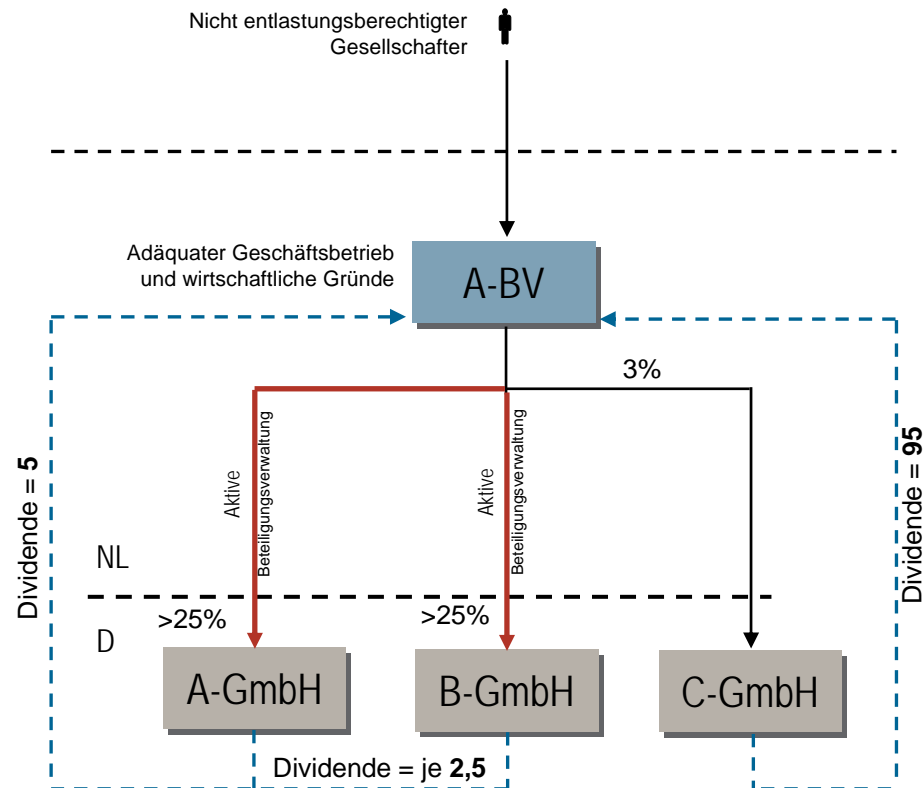 Nicht entlastungsberechtigter
Gesellschafter
Adäquater Geschäftsbetrieb
und wirtschaftliche Gründe
A-BV
3%
Dividende = 5
Aktive
Beteiligungsverwaltung
Aktive
Beteiligungsverwaltung
Dividende = 95
NL
D
>25%
>25%
A-GmbH
B-GmbH
C-GmbH
Dividende = je 2,5